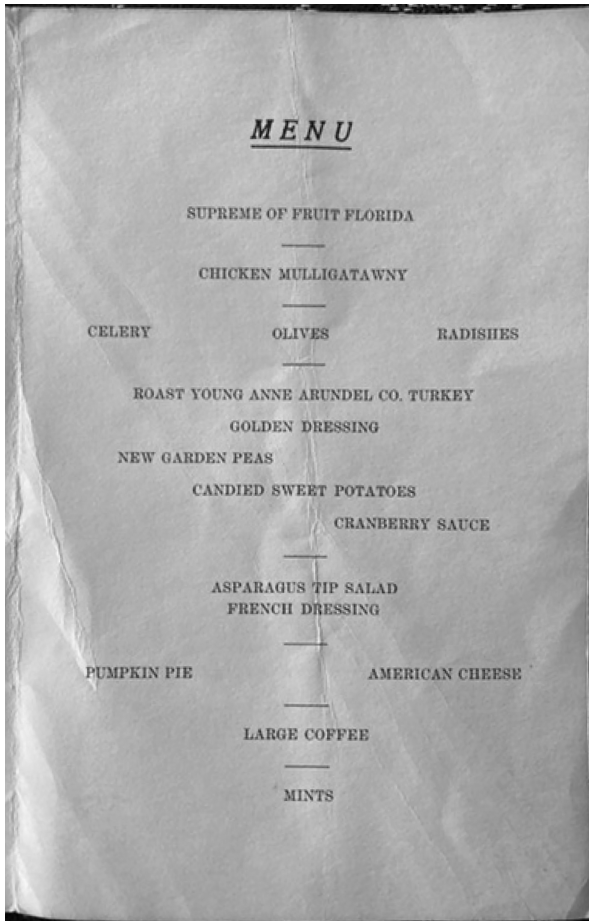 MENU
SUPREME OF FRUIT FLORIDA
CHICKEN MULLIGATAWNY
CELERY OLIVES RADISHES
ROAST YOUNG ANNE ARUNDEL CO. TURKEY
GOLDEN DRESSING
NEW GARDEN PEAS
CANDIED SWEET POTATOES
CRANBERRY SAUCE
ASPARAGUS TIP SALAD
FRENCH DRESSING
PUMPKIN PIE AMERICAN CHEESE
LARGE COFFEE
MINTS